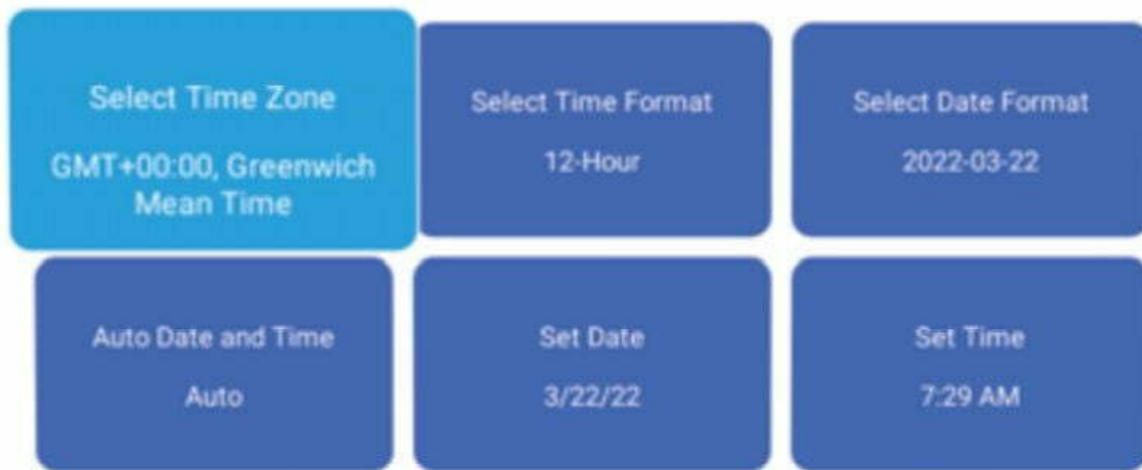 Select Time Zone
GMT+00:00, Greenwich
Mean Time
Select Time Format
12-Hour
Select Date Format
2022-03-22
Auto Date and Time
Auto
Set Date
3/22/22
Set Time
7:29 AM